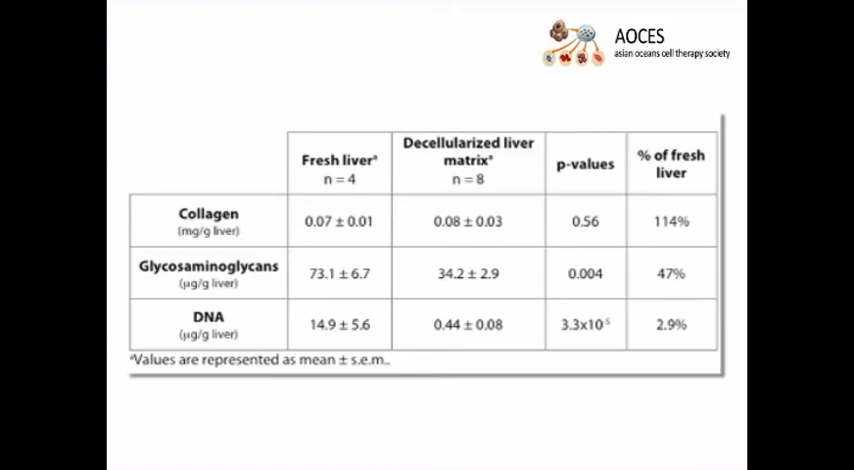 AOCES
asian oceans cell therapy society
Fresh liverᵃ
n = 4
Decellularized liver
matrixᵃ
n = 8
p-values
% of fresh
liver
Collagen
(mg/g liver)
0.07 ± 0.01
0.08 ± 0.03
0.56
114%
Glycosaminoglycans
(µg/g liver)
73.1 ± 6.7
34.2 ± 2.9
0.004
47%
DNA
(µg/g liver)
14.9 ± 5.6
0.44 ± 0.08
3.3x10⁻⁵
2.9%
ᵃValues are represented as mean ± s.e.m..